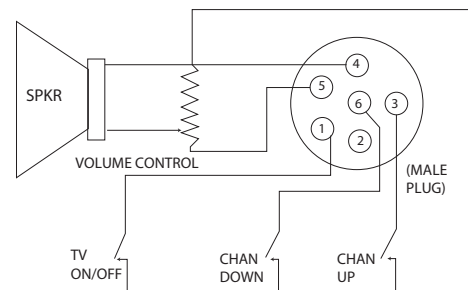 SPKR
4
5
6
3
1
2
VOLUME CONTROL
(MALE
PLUG)
TV
ON/OFF
CHAN
DOWN
CHAN
UP